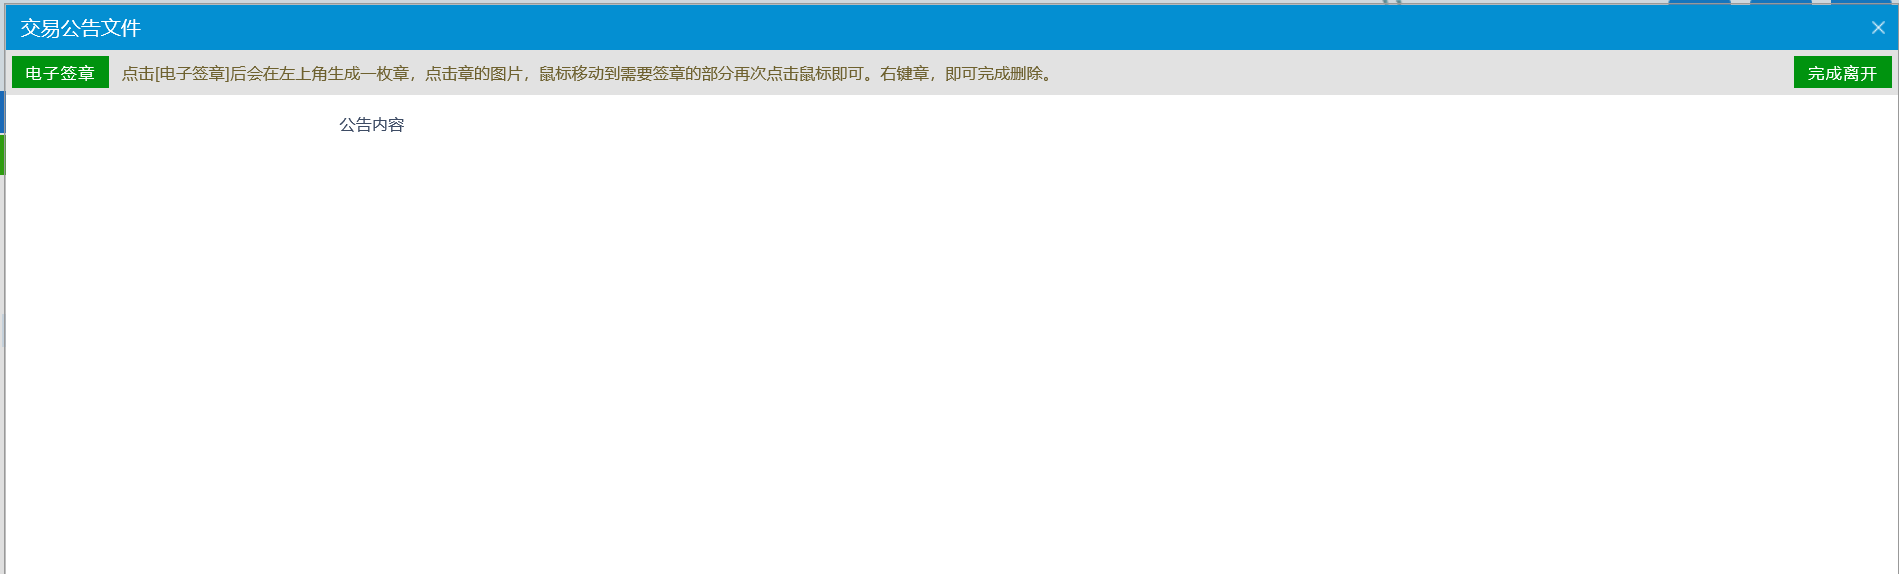 交易公告文件
电子签章 点击[电子签章]后会在左上角生成一枚章，点击章的图片，鼠标移动到需要签章的部分再次点击鼠标即可。右键章，即可完成删除。 完成离开
公告内容